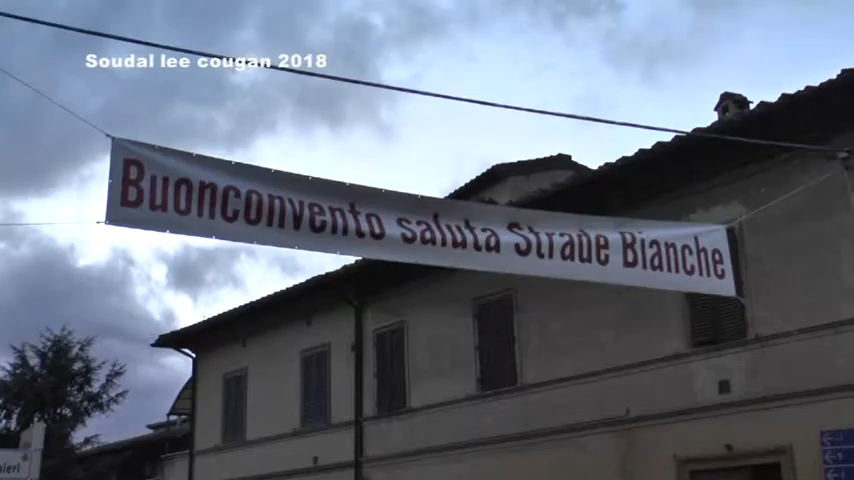 Soudal lee cougan 2018
Buonconvento saluta Strade Bianche